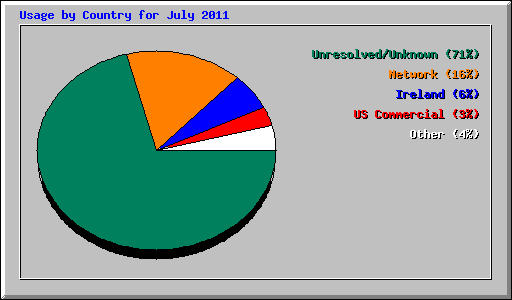 Usage by Country for July 2011
Unresolved/Unknown (71%)
Network (16%)
Ireland (6%)
US Commercial (3%)
Other (4%)